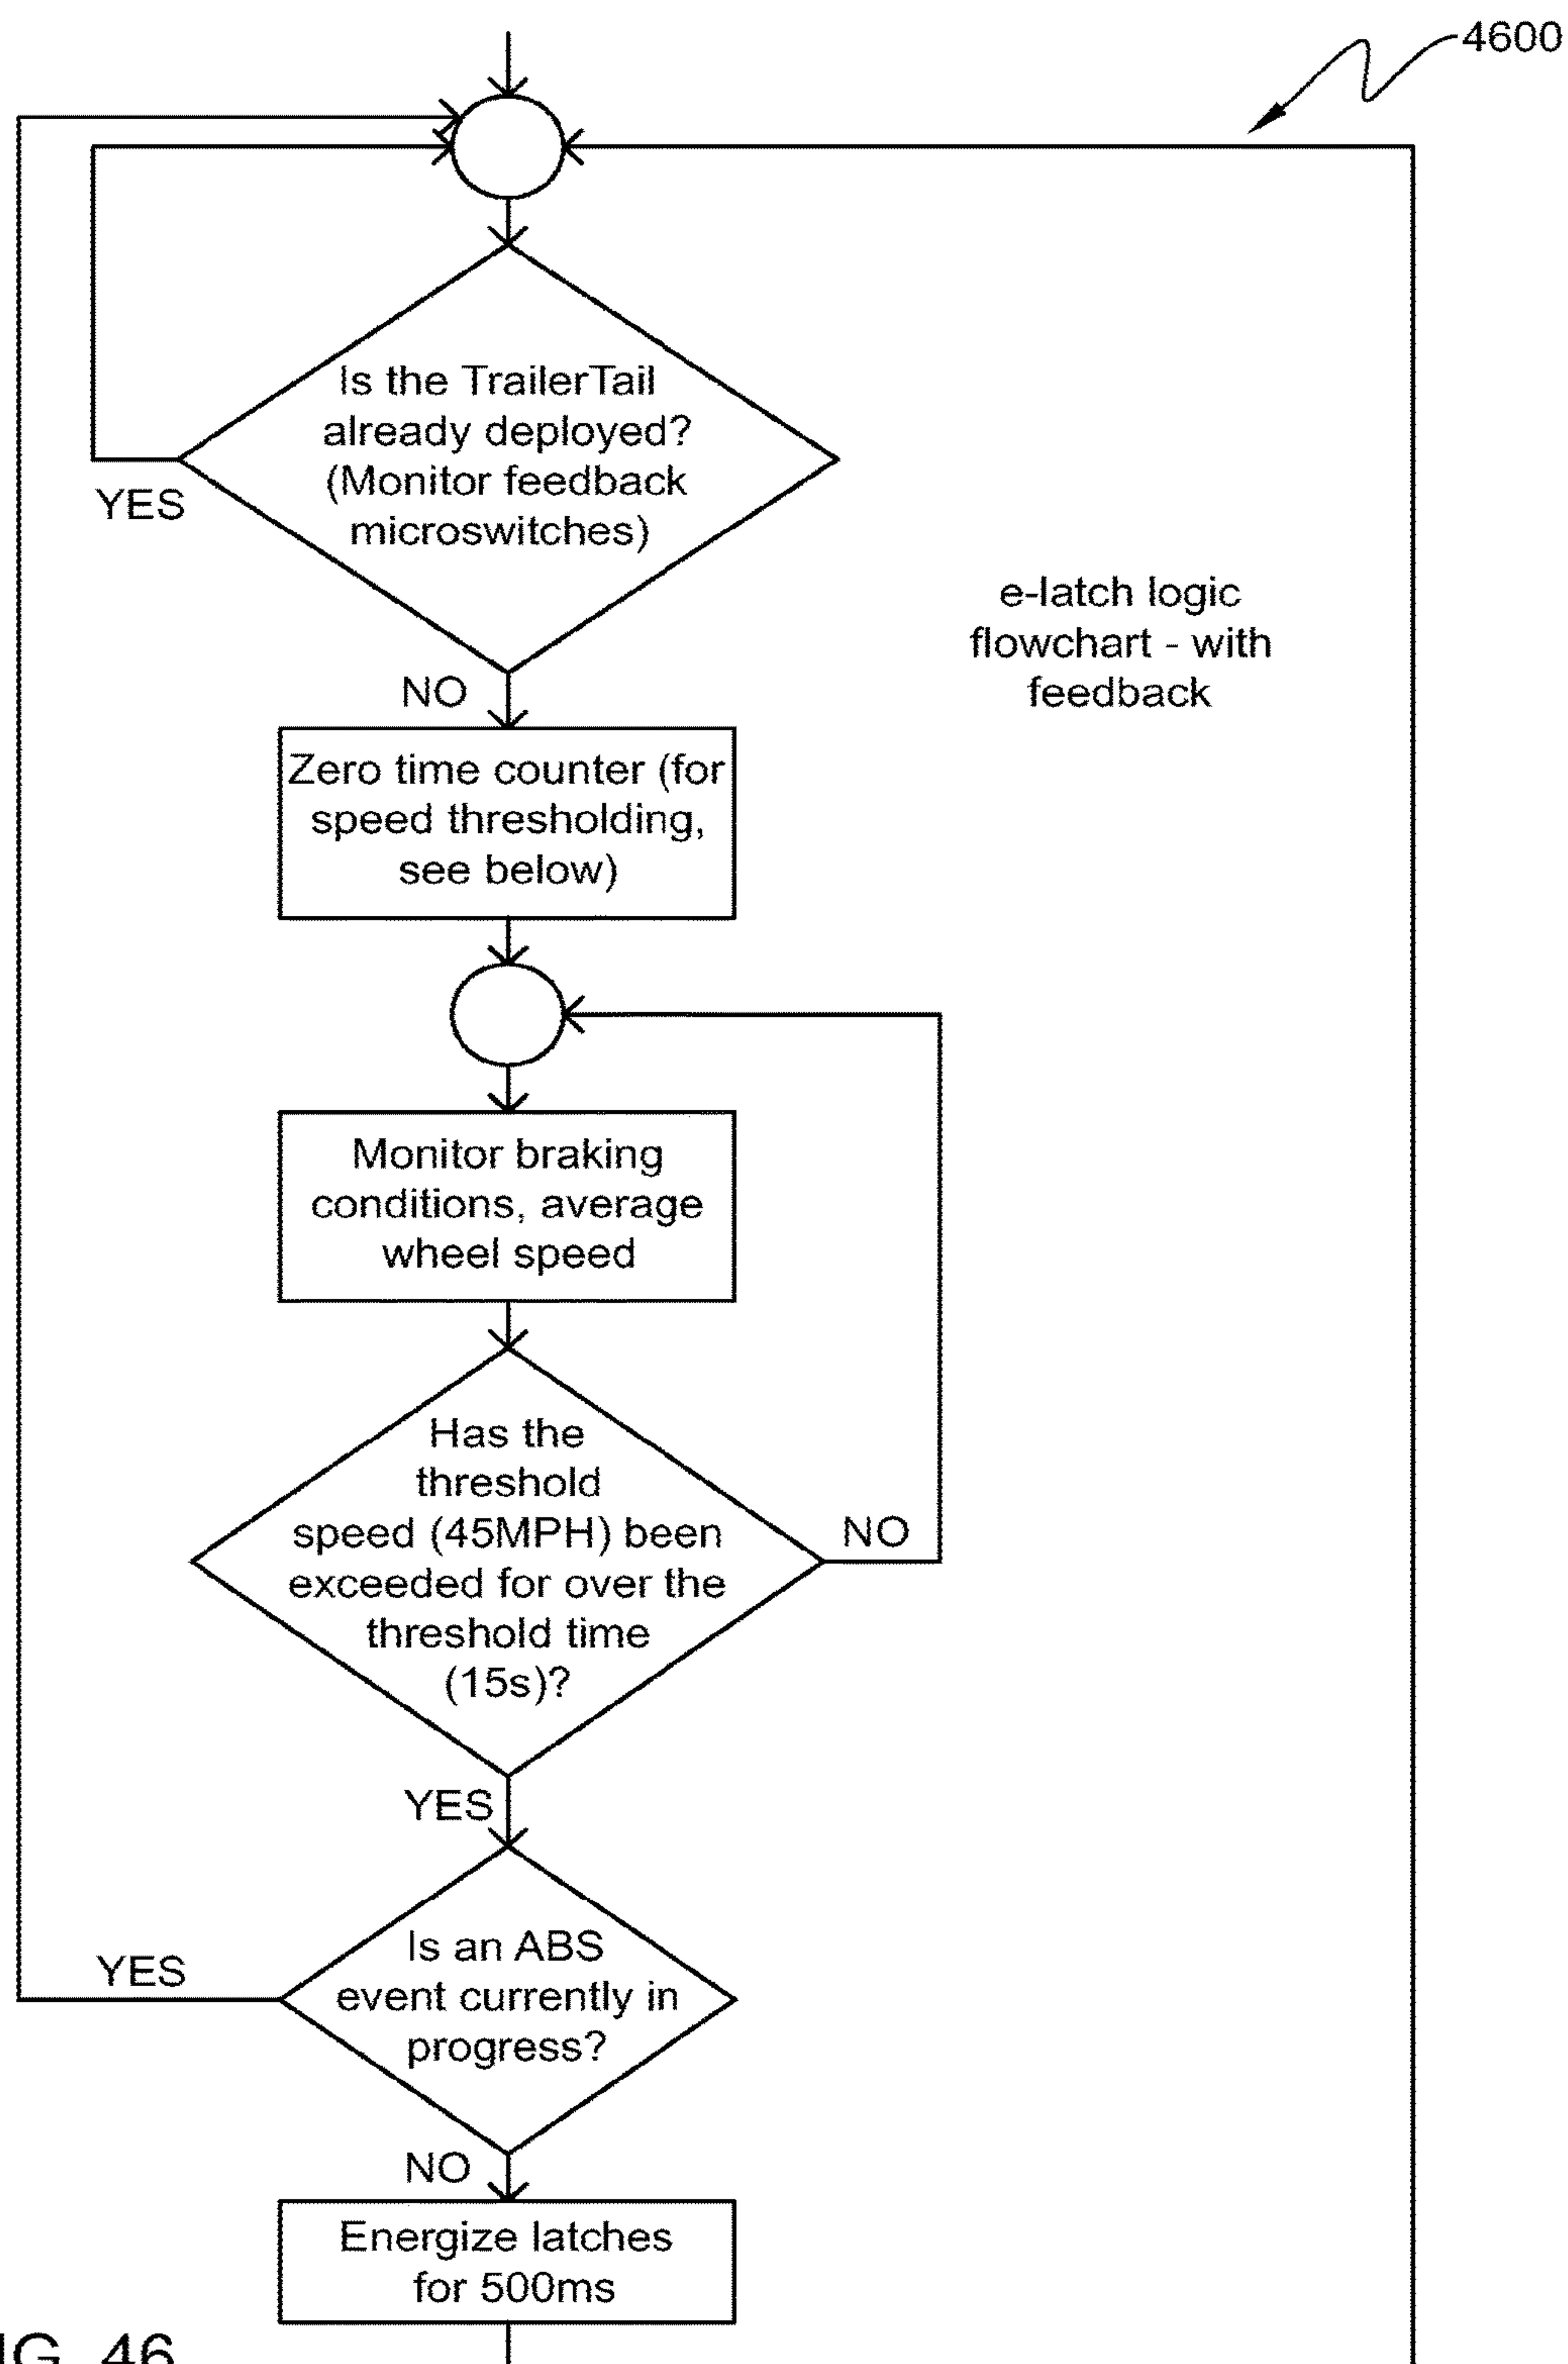 4600
Is the TrailerTail
already deployed?
(Monitor feedback
microswitches)
YES
e-latch logic
flowchart - with
feedback
NO
Zero time counter (for
speed thresholding,
see below)
Monitor braking
conditions, average
wheel speed
Has the
threshold
speed (45MPH) been
exceeded for over the
threshold time
(15s)?
NO
YES
Is an ABS
event currently in
progress?
YES
NO
Energize latches
for 500ms
46